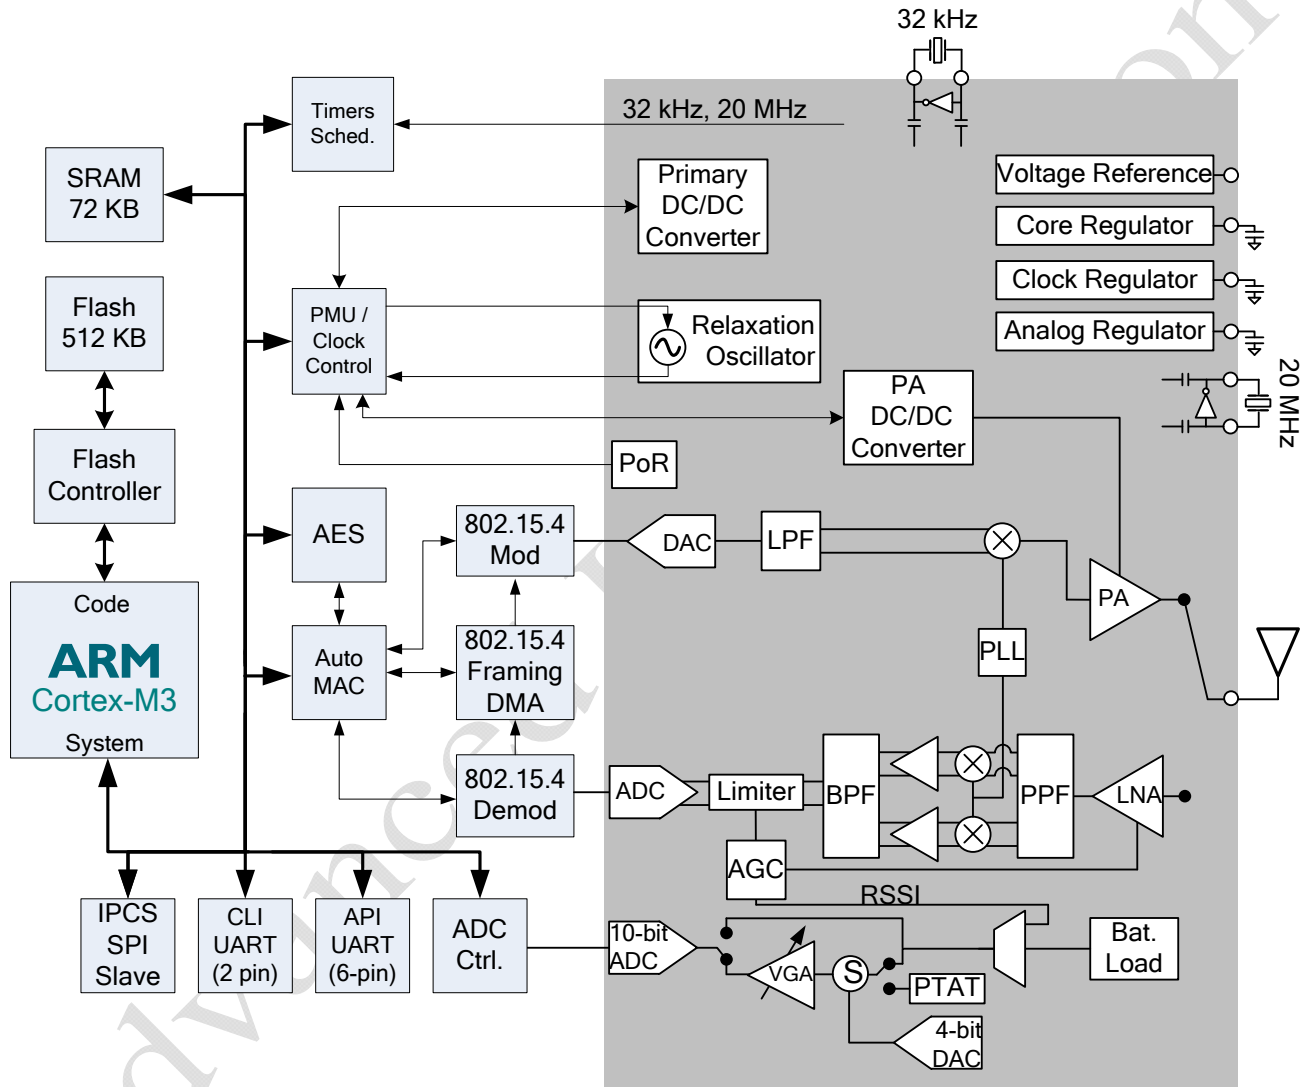 32 kHz
32 kHz, 20 MHz
Timers
Sched.
SRAM
72 KB
Primary
DC/DC
Converter
Voltage Reference
Core Regulator
Clock Regulator
Analog Regulator
20 MHz
Flash
512 KB
PMU /
Clock
Control
Relaxation
Oscillator
PA
DC/DC
Converter
PoR
Flash
Controller
AES
802.15.4
Mod
DAC
LPF
PA
Code
ARM
Cortex-M3
System
Auto
MAC
802.15.4
Framing
DMA
PLL
802.15.4
Demod
ADC
Limiter
BPF
PPF
LNA
AGC
RSSI
IPCS
SPI
Slave
CLI
UART
(2 pin)
API
UART
(6-pin)
ADC
Ctrl.
10-bit
ADC
VGA
S
PTAT
Bat.
Load
4-bit
DAC